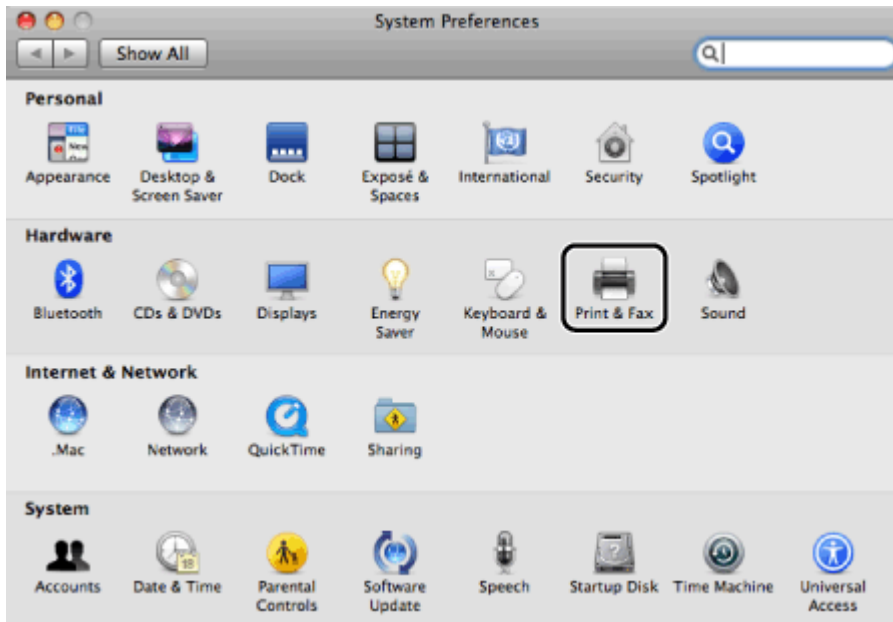 System Preferences
Show All
Personal
Appearance
Desktop &
Screen Saver
Dock
Exposé &
Spaces
International
Security
Spotlight
Hardware
Bluetooth
CDs & DVDs
Displays
Energy
Saver
Keyboard &
Mouse
Print & Fax
Sound
Internet & Network
.Mac
Network
QuickTime
Sharing
System
Accounts
Date & Time
Parental
Controls
Software
Update
Speech
Startup Disk
Time Machine
Universal
Access